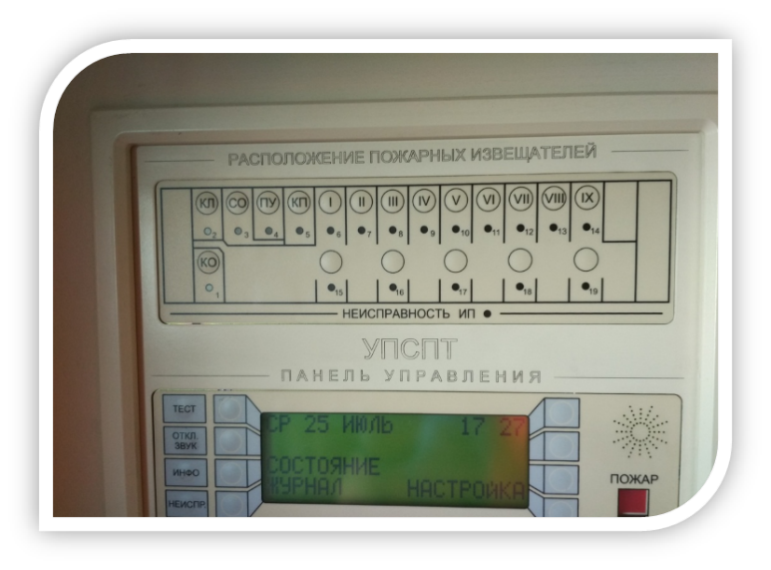 РАСПОЛОЖЕНИЕ ПОЖАРНЫХ ИЗВЕЩАТЕЛЕЙ
КЛ СО ПУ КП I II III IV V VI VII VIII IX
2 3 4 5 6 7 8 9 10 11 12 13 14
КО
1 15 16 17 18 19
НЕИСПРАВНОСТЬ ИП
УПСПТ
ПАНЕЛЬ УПРАВЛЕНИЯ
ТЕСТ
СР 25 ИЮЛЬ 17 27
ОТКЛ.
ЗВУК
ИНФО
СОСТОЯНИЕ
ПОЖАР
ЖУРНАЛ НАСТРОЙКА
НЕИСПР.